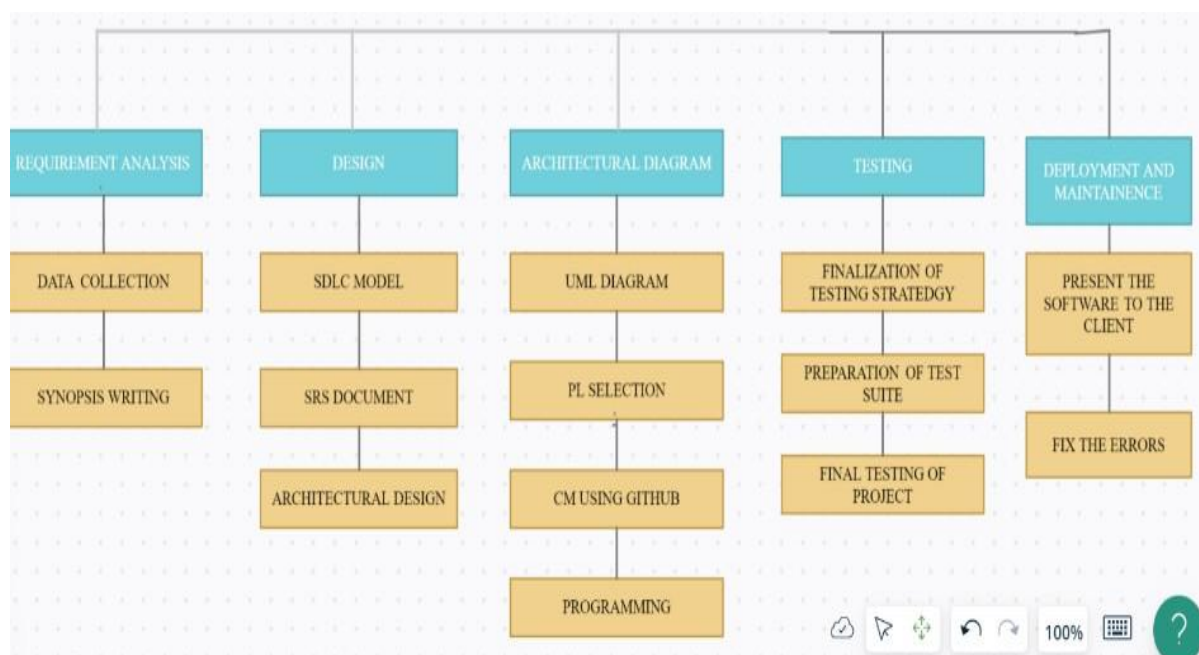 REQUIREMENT ANALYSIS
DATA COLLECTION
SYNOPSIS WRITING
DESIGN
SDLC MODEL
SRS DOCUMENT
ARCHITECTURAL DESIGN
ARCHITECTURAL DIAGRAM
UML DIAGRAM
PL SELECTION
CM USING GITHUB
PROGRAMMING
TESTING
FINALIZATION OF
TESTING STRATEDGY
PREPARATION OF TEST
SUITE
FINAL TESTING OF
PROJECT
DEPLOYMENT AND
MAINTAINENCE
PRESENT THE
SOFTWARE TO THE
CLIENT
FIX THE ERRORS
100%
?